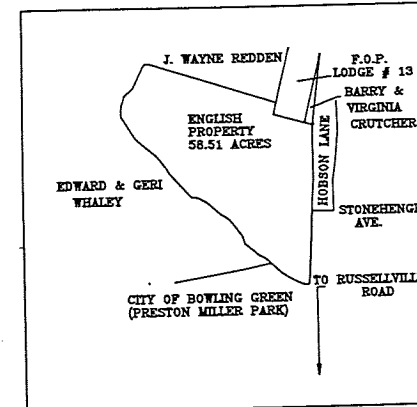 J. WAYNE REDDEN
F.O.P.
LODGE # 13
BARRY &
VIRGINIA
CRUTCHER
ENGLISH
PROPERTY
58.51 ACRES
HOBSON LANE
EDWARD & GERI
WHALEY
STONEHENGE
AVE.
CITY OF BOWLING GREEN
(PRESTON MILLER PARK)
TO RUSSELLVILL
ROAD